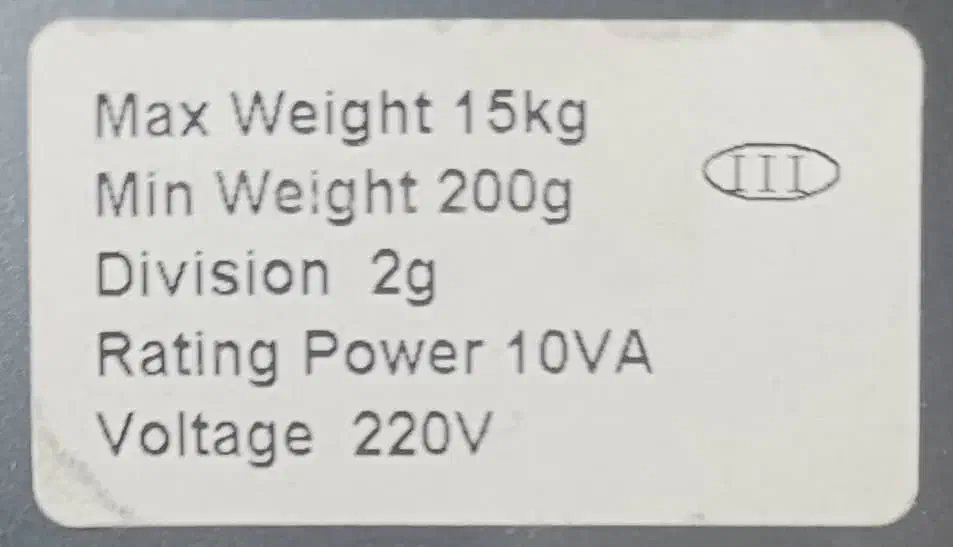 Max Weight 15kg
Min Weight 200g
III
Division 2g
Rating Power 10VA
Voltage 220V